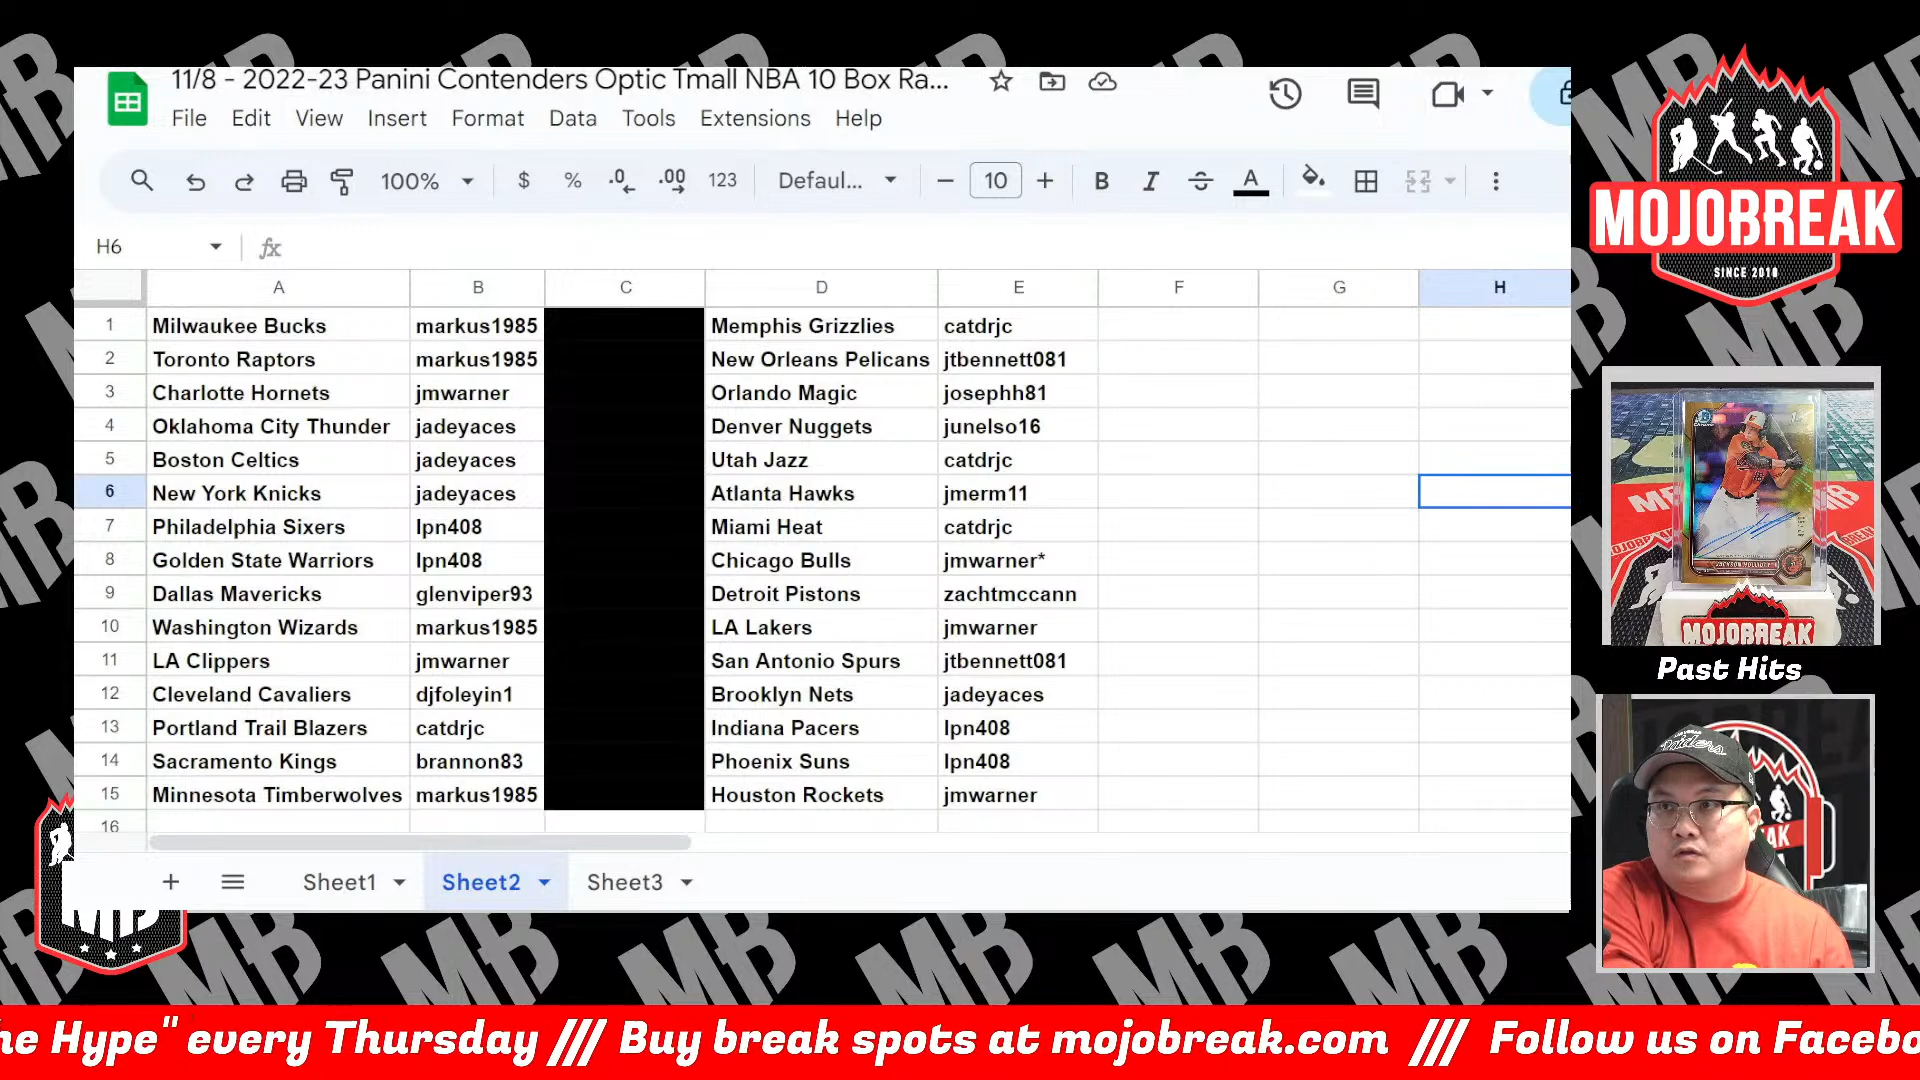 11/8 - 2022-23 Panini Contenders Optic Tmall NBA 10 Box Ra...
File Edit View Insert Format Data Tools Extensions Help
100% $ % .0 .00 123 Defaul... 10 B I S A
H6 fx
A B C D E F G H
1 Milwaukee Bucks markus1985 Memphis Grizzlies catdrjc
2 Toronto Raptors markus1985 New Orleans Pelicans jtbennett081
3 Charlotte Hornets jmwarner Orlando Magic josephh81
4 Oklahoma City Thunder jadeyaces Denver Nuggets junelso16
5 Boston Celtics jadeyaces Utah Jazz catdrjc
6 New York Knicks jadeyaces Atlanta Hawks jmerm11
7 Philadelphia Sixers lpn408 Miami Heat catdrjc
8 Golden State Warriors lpn408 Chicago Bulls jmwarner*
9 Dallas Mavericks glenviper93 Detroit Pistons zachtmccann
10 Washington Wizards markus1985 LA Lakers jmwarner
11 LA Clippers jmwarner San Antonio Spurs jtbennett081
12 Cleveland Cavaliers djfoleyin1 Brooklyn Nets jadeyaces
13 Portland Trail Blazers catdrjc Indiana Pacers lpn408
14 Sacramento Kings brannon83 Phoenix Suns lpn408
15 Minnesota Timberwolves markus1985 Houston Rockets jmwarner
16
Sheet1 Sheet2 Sheet3
MOJOBREAK
SINCE 2010
MOJOBREAK
Past Hits
MB
he Hype" every Thursday /// Buy break spots at mojobreak.com /// Follow us on Facebo